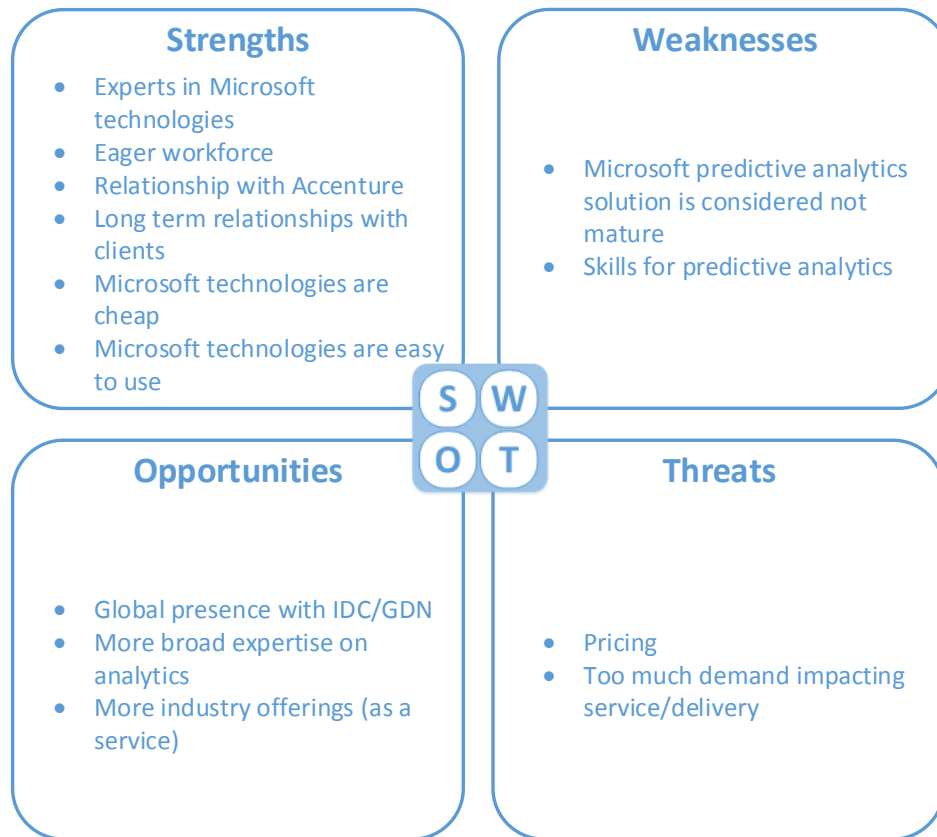 Strengths
• Experts in Microsoft
technologies
• Eager workforce
• Relationship with Accenture
• Long term relationships with
clients
• Microsoft technologies are
cheap
• Microsoft technologies are easy
to use
Weaknesses
• Microsoft predictive analytics
solution is considered not
mature
• Skills for predictive analytics
S W
O T
Opportunities
• Global presence with IDC/GDN
• More broad expertise on
analytics
• More industry offerings (as a
service)
Threats
• Pricing
• Too much demand impacting
service/delivery